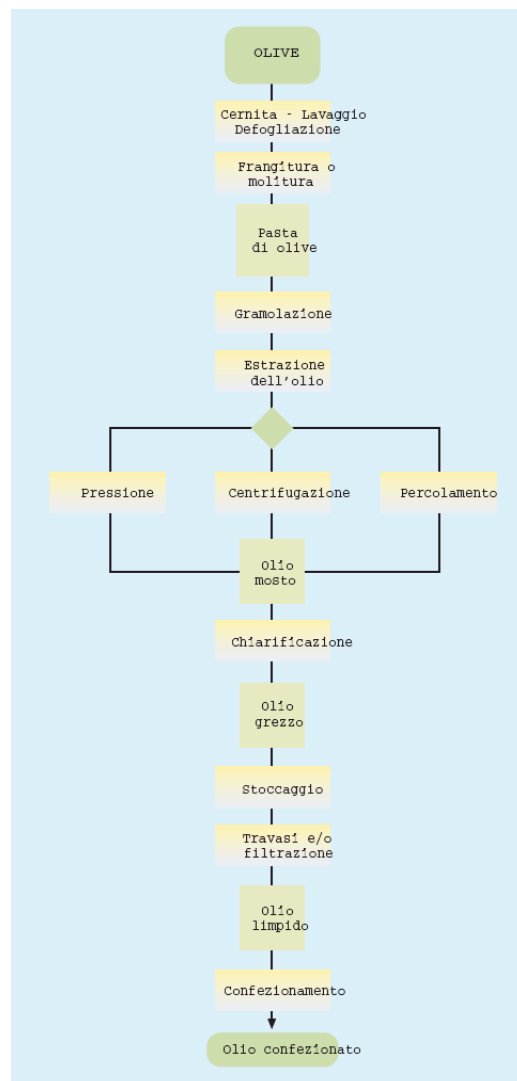 OLIVE
Cernita - Lavaggio
Defogliazione
Frangitura o
molitura
Pasta
di olive
Gramolazione
Estrazione
dell'olio
Pressione
Centrifugazione
Percolamento
Olio
mosto
Chiarificazione
Olio
grezzo
Stoccaggio
Travasi e/o
filtrazione
Olio
limpido
Confezionamento
Olio confezionato